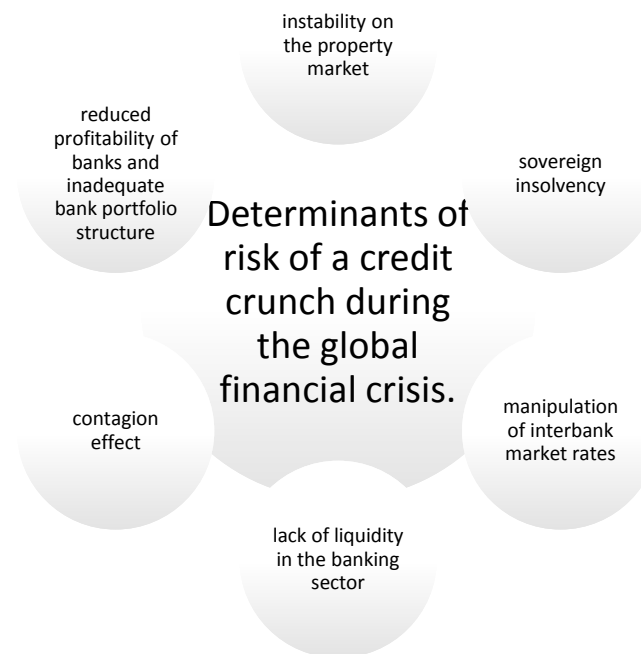 instability on
the property
market
reduced
profitability of
banks and
inadequate
bank portfolio
structure
sovereign
insolvency
Determinants of
risk of a credit
crunch during
the global
financial crisis.
contagion
effect
manipulation
of interbank
market rates
lack of liquidity
in the banking
sector